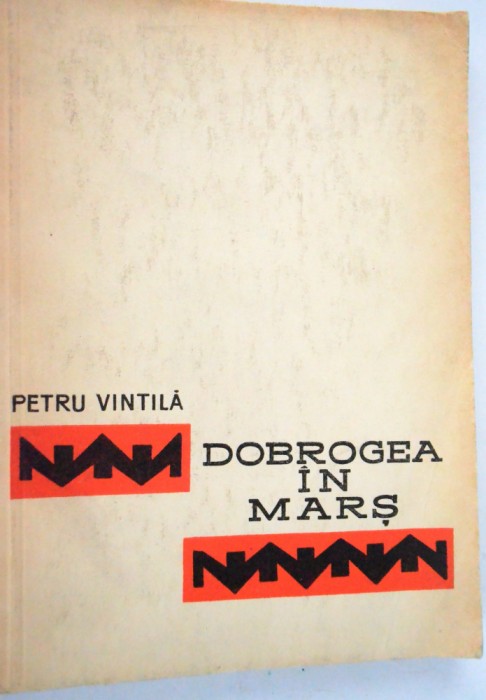 PETRU VINTILĂ
DOBROGEA
ÎN
MARȘ